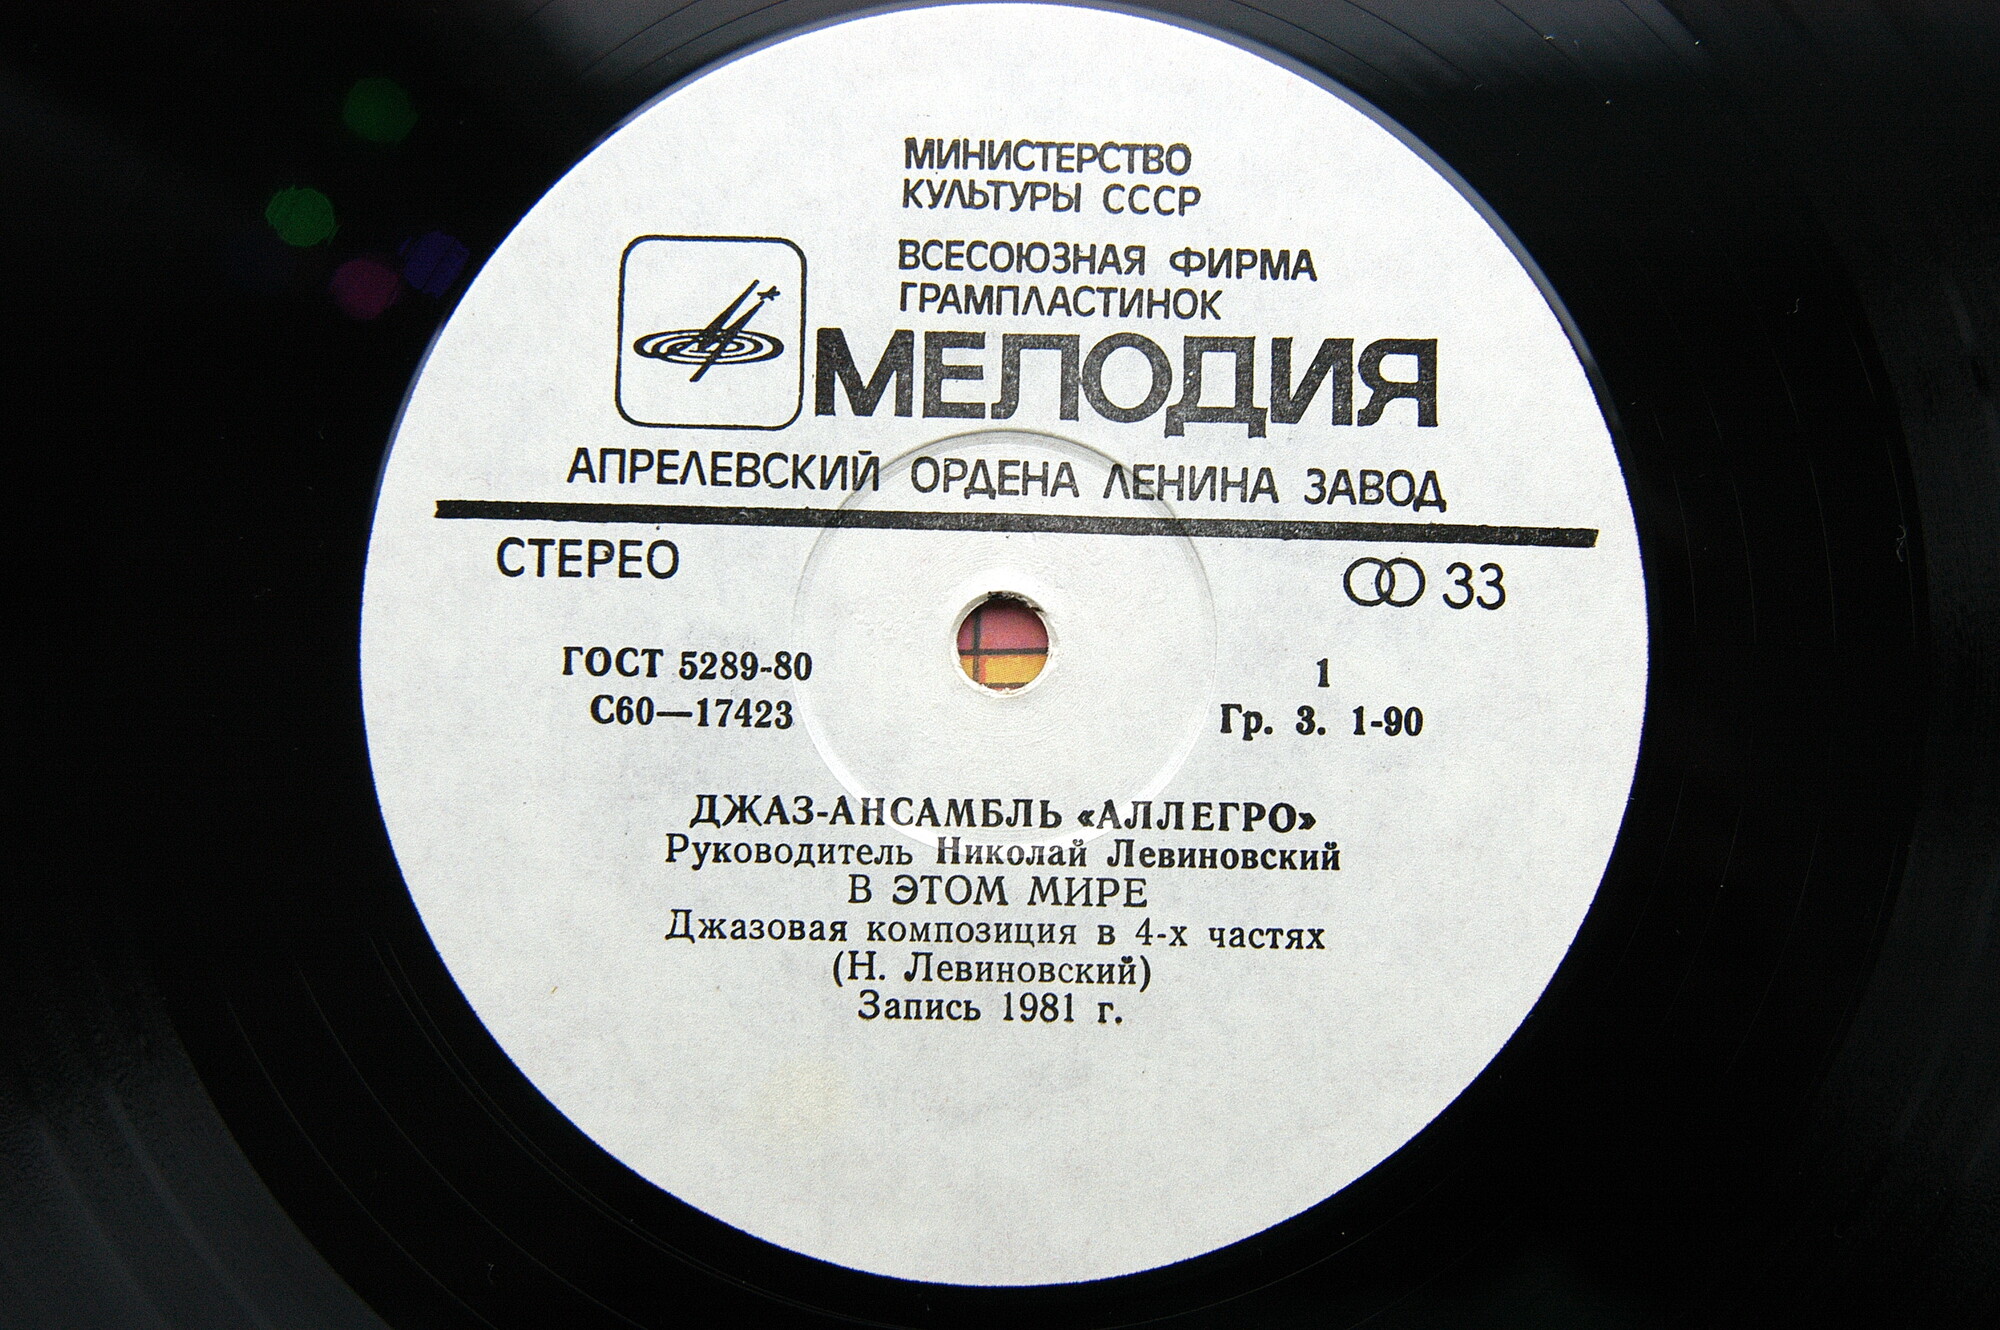 МИНИСТЕРСТВО
КУЛЬТУРЫ СССР
ВСЕСОЮЗНАЯ ФИРМА
ГРАМПЛАСТИНОК
МЕЛОДИЯ
АПРЕЛЕВСКИЙ ОРДЕНА ЛЕНИНА ЗАВОД
СТЕРЕО 33
ГОСТ 5289-80 1
С60—17423 Гр. 3. 1-90
ДЖАЗ-АНСАМБЛЬ «АЛЛЕГРО»
Руководитель Николай Левиновский
В ЭТОМ МИРЕ
Джазовая композиция в 4-х частях
(Н. Левиновский)
Запись 1981 г.